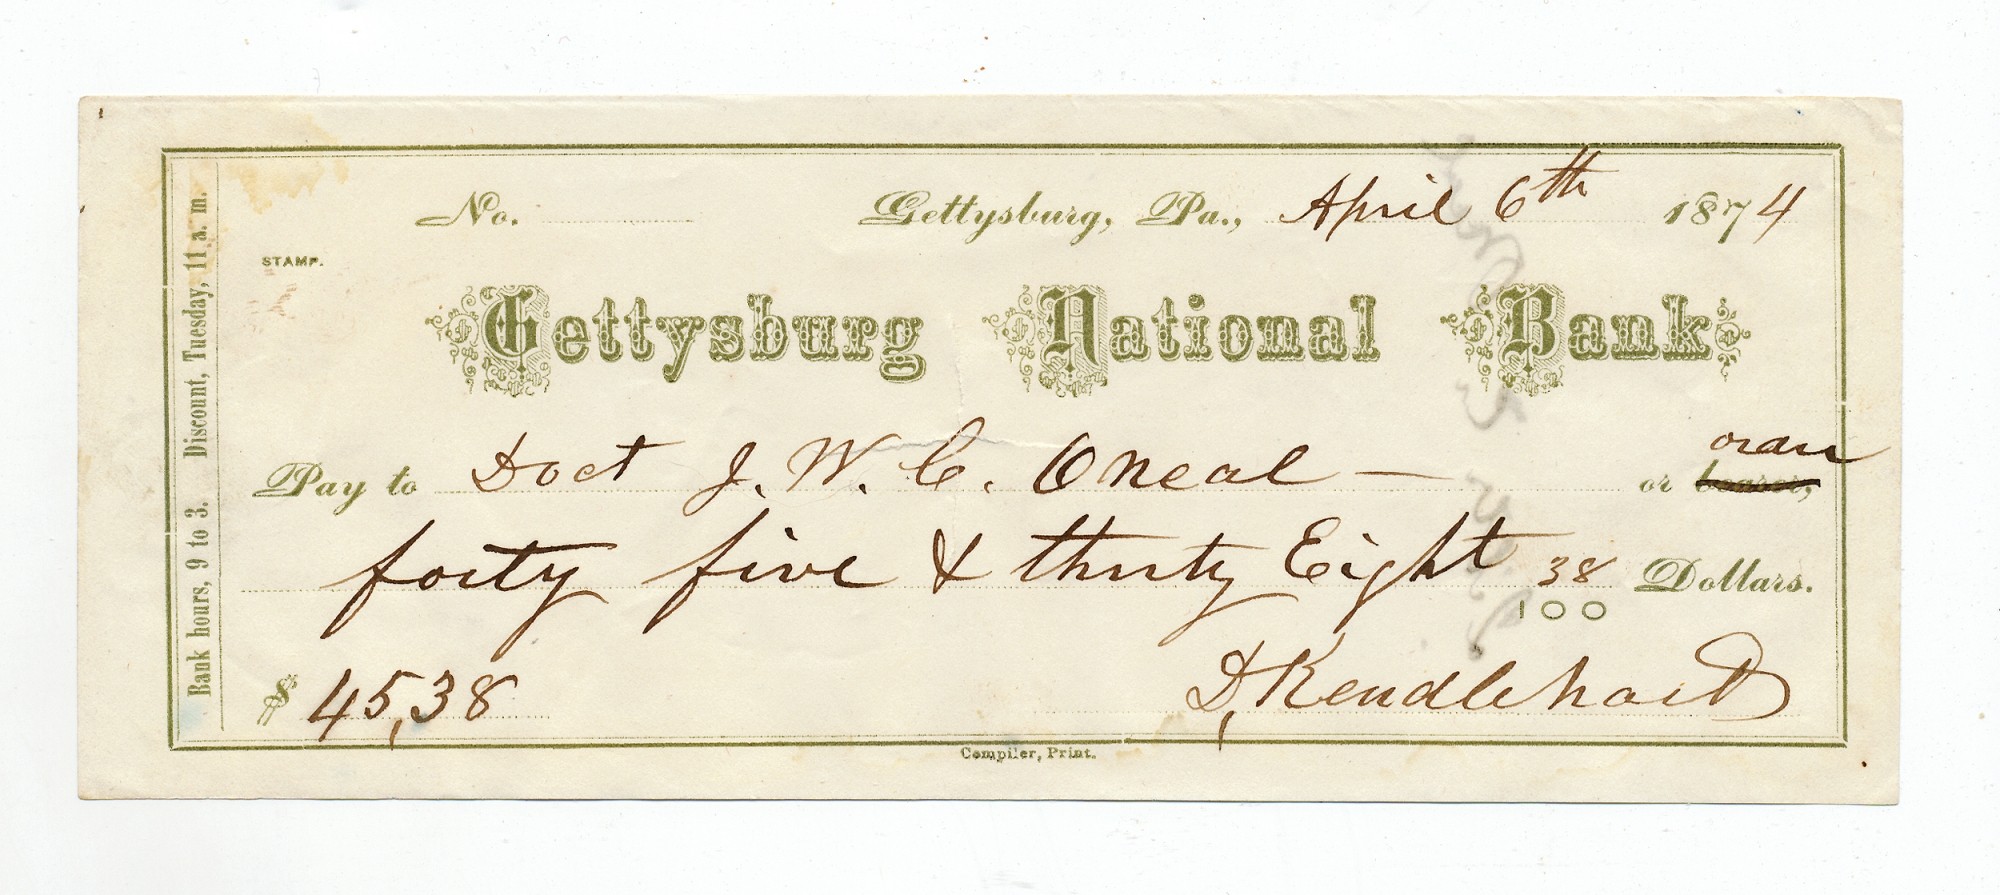 No.
Gettysburg, Pa., April 6th 1874
STAMP.
Gettysburg National Bank
Pay to Doct J. W. C. ONeal — or bearer, order
forty five & thirty Eight 38/100 Dollars.
$ 45,38
D, Kendlehart
Compiler, Print.
Bank hours, 9 to 3. Discount, Tuesday, 11 a. m.